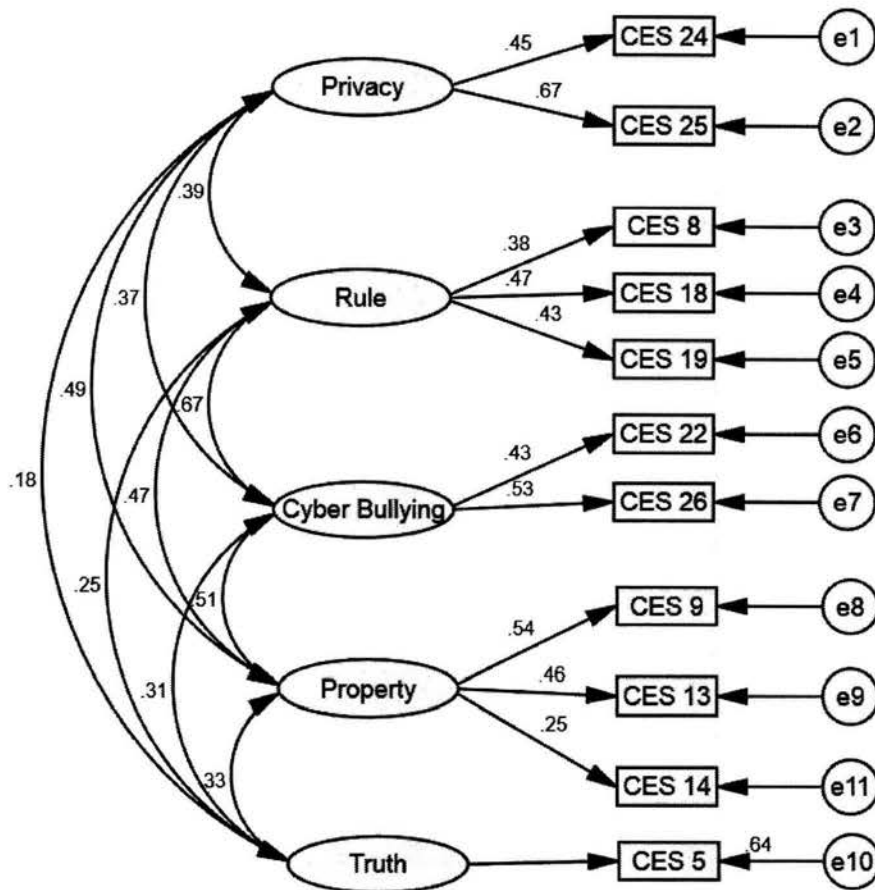 .45
CES 24
e1
Privacy
.67
CES 25
e2
.39
.38
CES 8
e3
.37
Rule
.47
CES 18
e4
.43
CES 19
e5
.49
.67
.43
CES 22
e6
.18
.47
.53
Cyber Bullying
CES 26
e7
.25
.51
.54
CES 9
e8
.31
Property
.46
CES 13
e9
.25
.33
CES 14
e11
Truth
CES 5
.64
e10